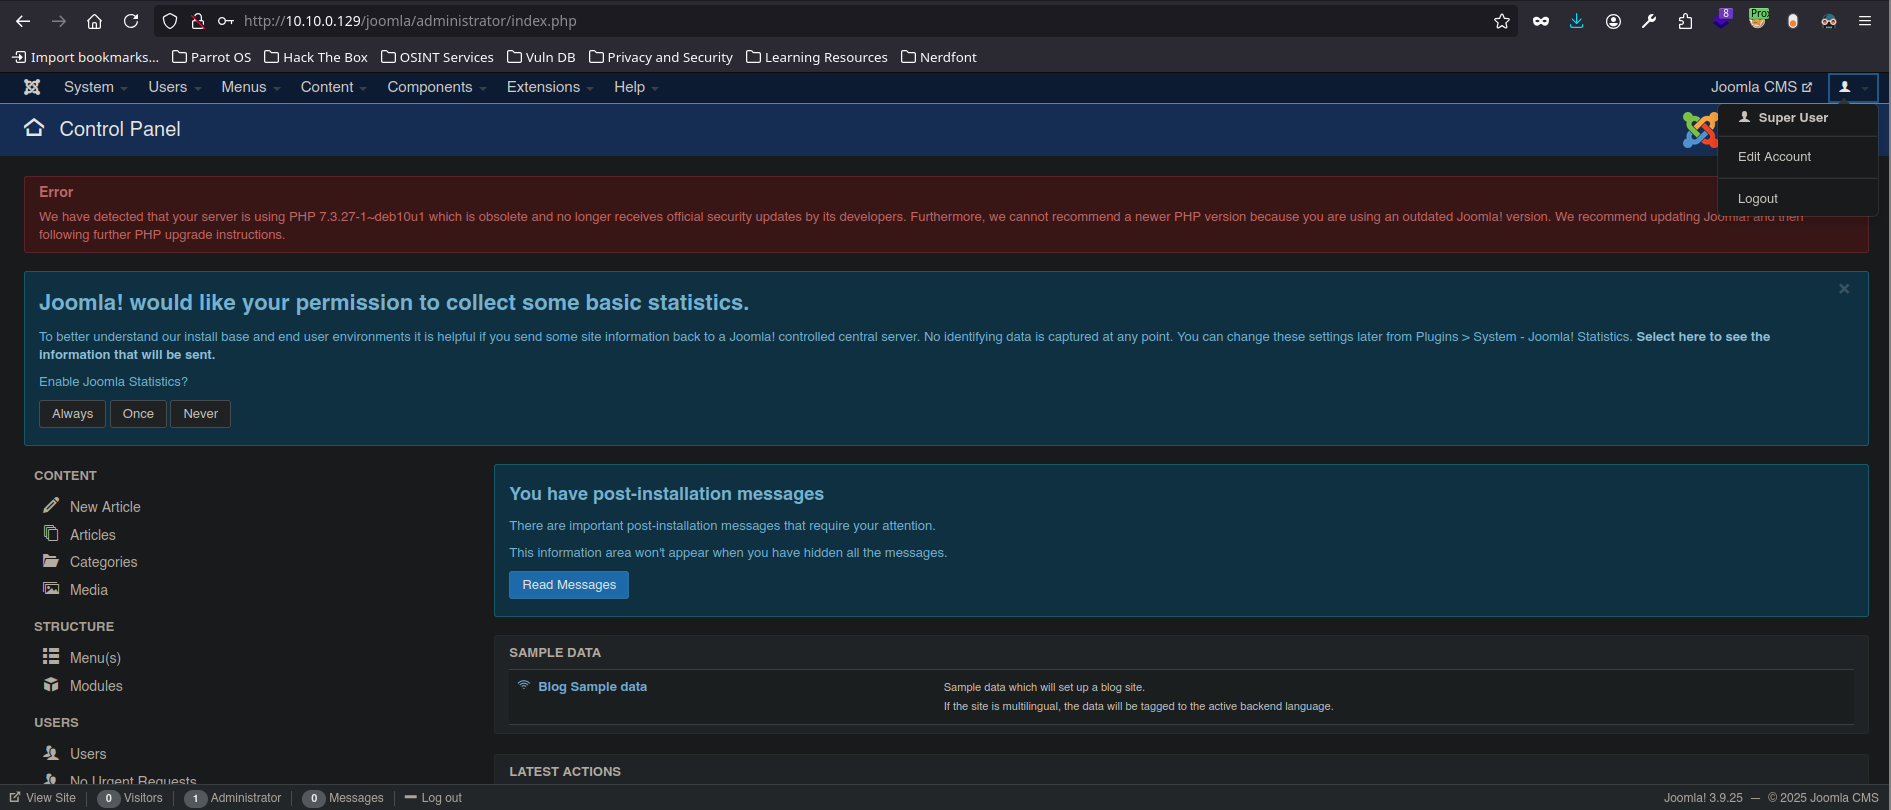 http://10.10.0.129/joomla/administrator/index.php
8
Pro
Import bookmarks... Parrot OS Hack The Box OSINT Services Vuln DB Privacy and Security Learning Resources Nerdfont
System Users Menus Content Components Extensions Help Joomla CMS
Control Panel
Super User
Edit Account
Logout
Error
We have detected that your server is using PHP 7.3.27-1~deb10u1 which is obsolete and no longer receives official security updates by its developers. Furthermore, we cannot recommend a newer PHP version because you are using an outdated Joomla! version. We recommend updating Joomla! and then
following further PHP upgrade instructions.
Joomla! would like your permission to collect some basic statistics.
To better understand our install base and end user environments it is helpful if you send some site information back to a Joomla! controlled central server. No identifying data is captured at any point. You can change these settings later from Plugins > System - Joomla! Statistics. Select here to see the
information that will be sent.
Enable Joomla Statistics?
Always Once Never
CONTENT
New Article
Articles
Categories
Media
STRUCTURE
Menu(s)
Modules
USERS
Users
No Urgent Requests
You have post-installation messages
There are important post-installation messages that require your attention.
This information area won't appear when you have hidden all the messages.
Read Messages
SAMPLE DATA
Blog Sample data
Sample data which will set up a blog site.
If the site is multilingual, the data will be tagged to the active backend language.
LATEST ACTIONS
View Site 0 Visitors 1 Administrator 0 Messages Log out Joomla! 3.9.25 — © 2025 Joomla CMS